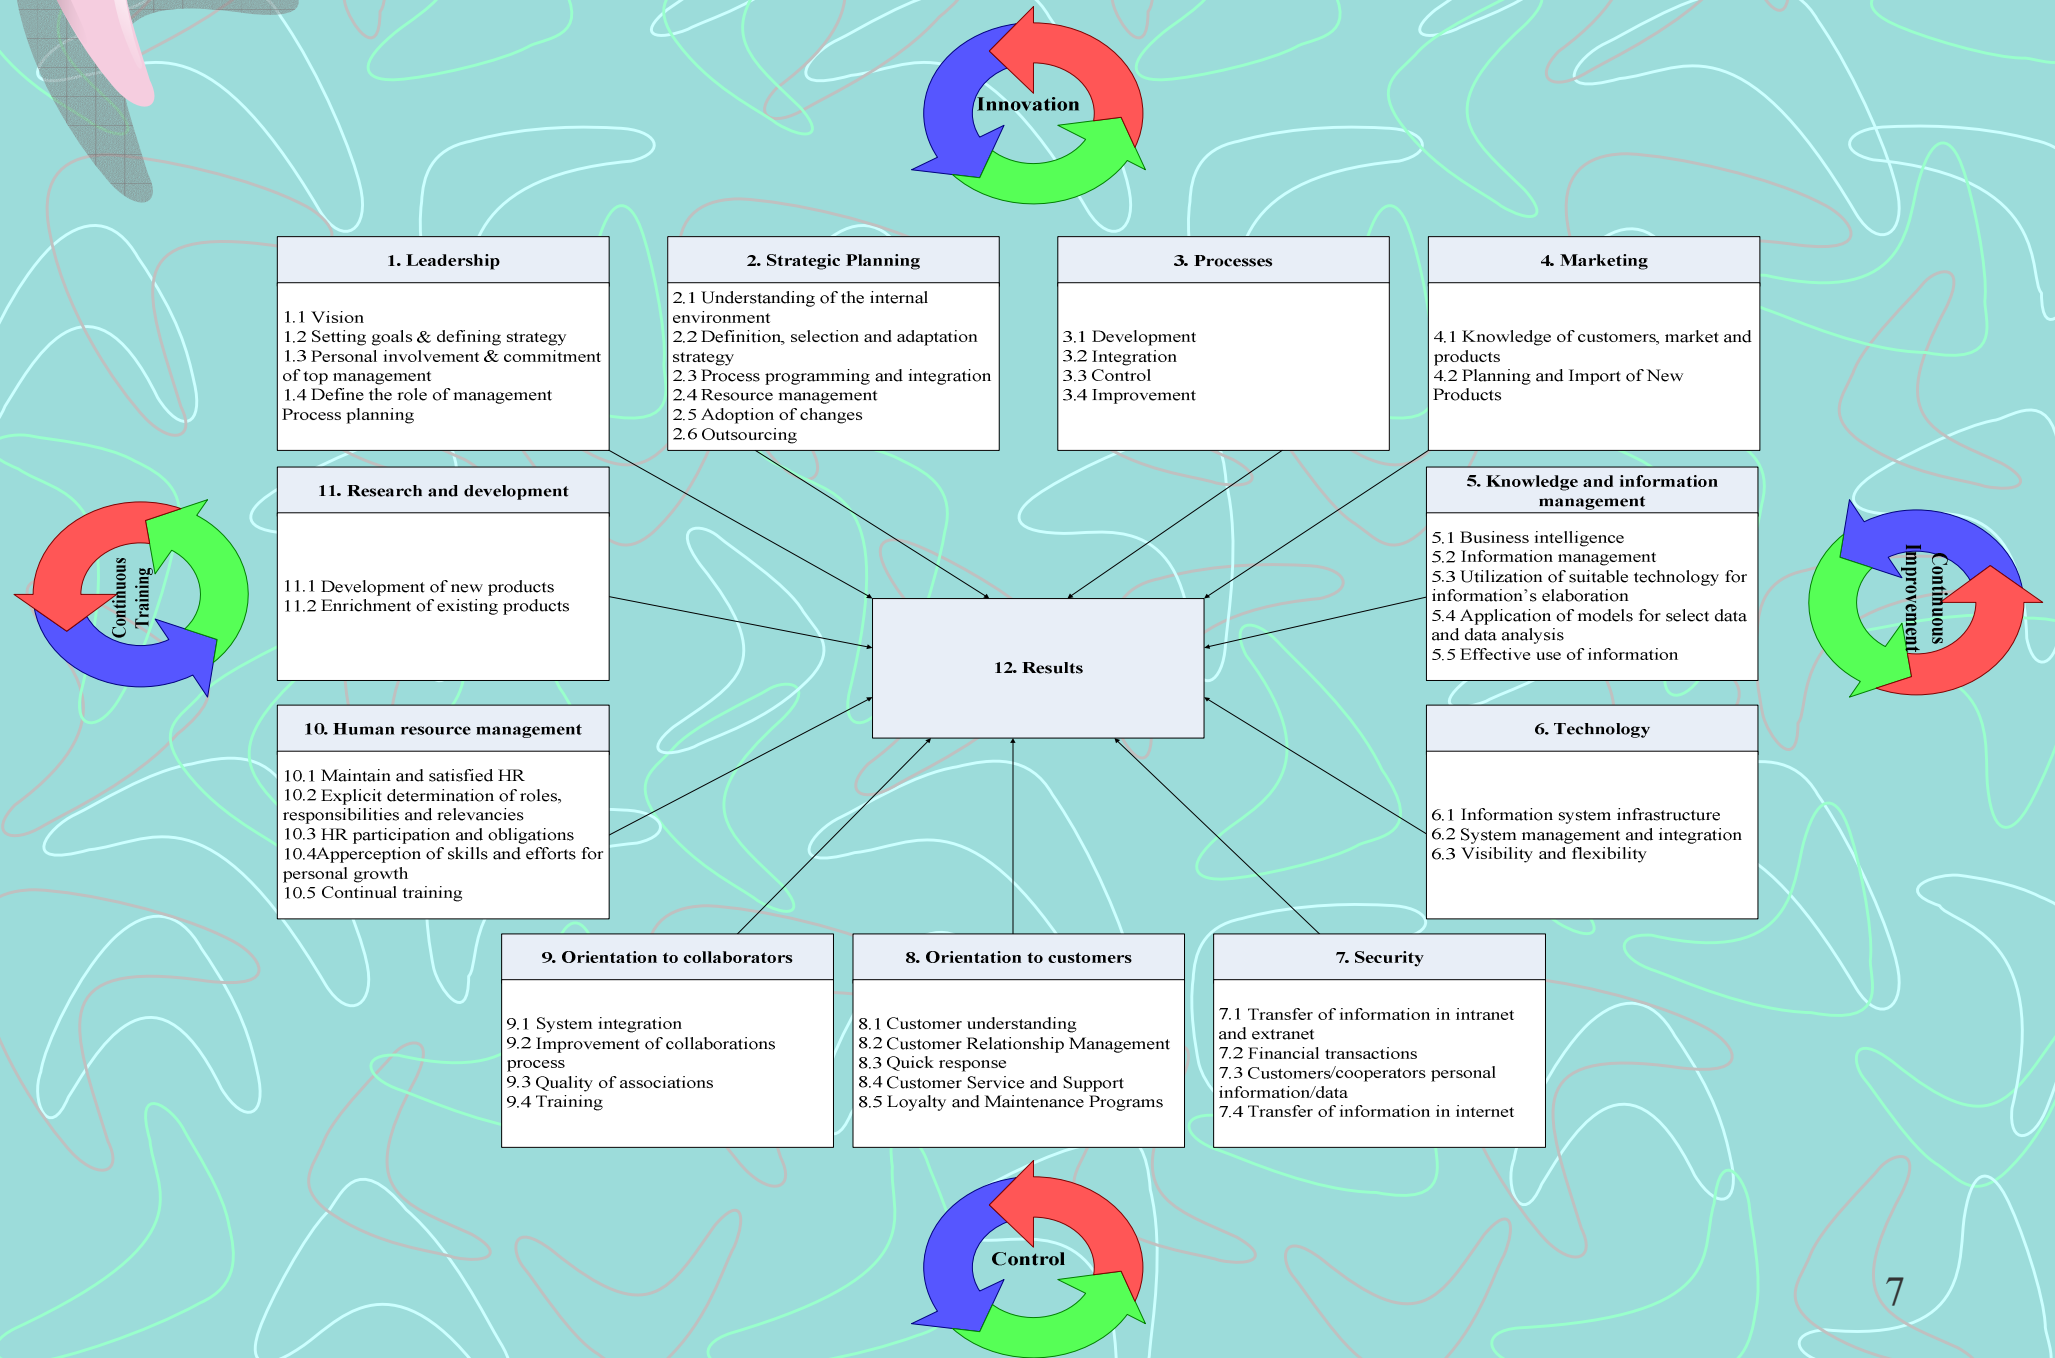 Innovation
1. Leadership
1.1 Vision
1.2 Setting goals & defining strategy
1.3 Personal involvement & commitment
of top management
1.4 Define the role of management
Process planning
2. Strategic Planning
2.1 Understanding of the internal
environment
2.2 Definition, selection and adaptation
strategy
2.3 Process programming and integration
2.4 Resource management
2.5 Adoption of changes
2.6 Outsourcing
3. Processes
3.1 Development
3.2 Integration
3.3 Control
3.4 Improvement
4. Marketing
4.1 Knowledge of customers, market and
products
4.2 Planning and Import of New
Products
Continuous
Training
11. Research and development
11.1 Development of new products
11.2 Enrichment of existing products
12. Results
5. Knowledge and information
management
5.1 Business intelligence
5.2 Information management
5.3 Utilization of suitable technology for
information's elaboration
5.4 Application of models for select data
and data analysis
5.5 Effective use of information
Continuous
Improvement
10. Human resource management
10.1 Maintain and satisfied HR
10.2 Explicit determination of roles,
responsibilities and relevancies
10.3 HR participation and obligations
10.4Apperception of skills and efforts for
personal growth
10.5 Continual training
6. Technology
6.1 Information system infrastructure
6.2 System management and integration
6.3 Visibility and flexibility
9. Orientation to collaborators
9.1 System integration
9.2 Improvement of collaborations
process
9.3 Quality of associations
9.4 Training
8. Orientation to customers
8.1 Customer understanding
8.2 Customer Relationship Management
8.3 Quick response
8.4 Customer Service and Support
8.5 Loyalty and Maintenance Programs
7. Security
7.1 Transfer of information in intranet
and extranet
7.2 Financial transactions
7.3 Customers/cooperators personal
information/data
7.4 Transfer of information in internet
Control
7